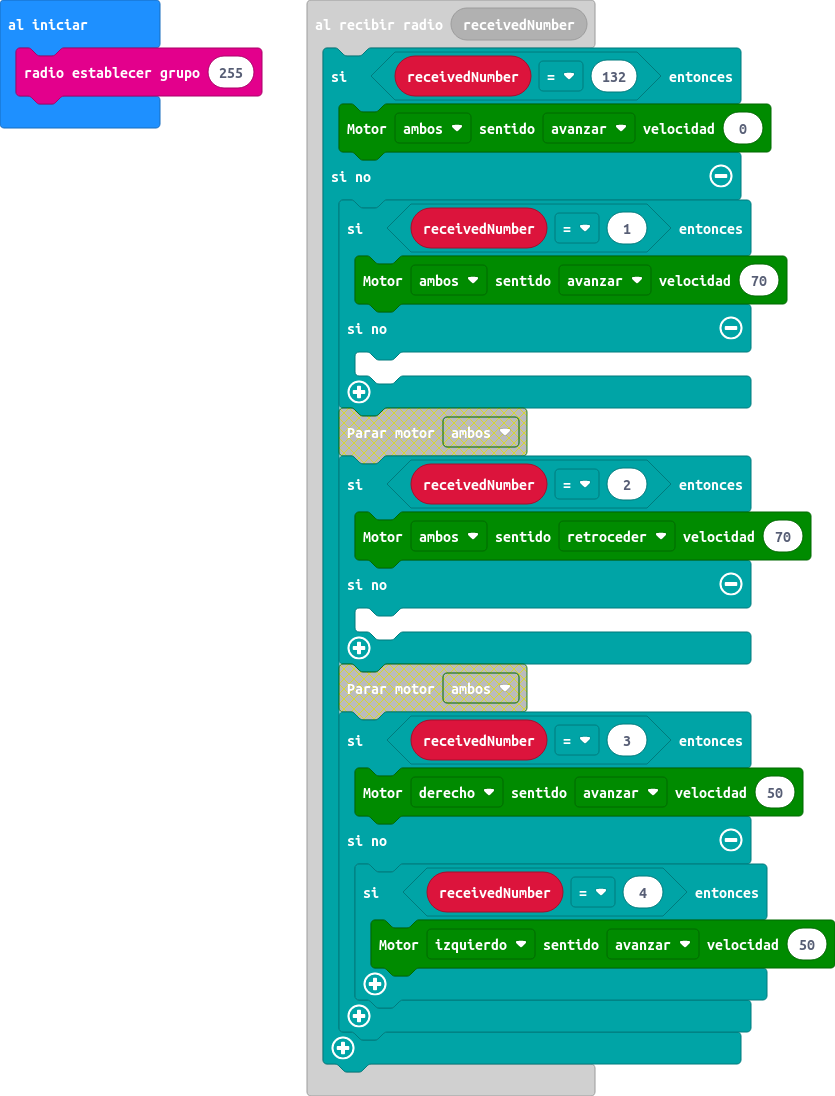 al iniciar
radio establecer grupo 255
al recibir radio receivedNumber
si receivedNumber = 132 entonces
Motor ambos sentido avanzar velocidad 0
si no
si receivedNumber = 1 entonces
Motor ambos sentido avanzar velocidad 70
si no
Parar motor ambos
si receivedNumber = 2 entonces
Motor ambos sentido retroceder velocidad 70
si no
Parar motor ambos
si receivedNumber = 3 entonces
Motor derecho sentido avanzar velocidad 50
si no
si receivedNumber = 4 entonces
Motor izquierdo sentido avanzar velocidad 50